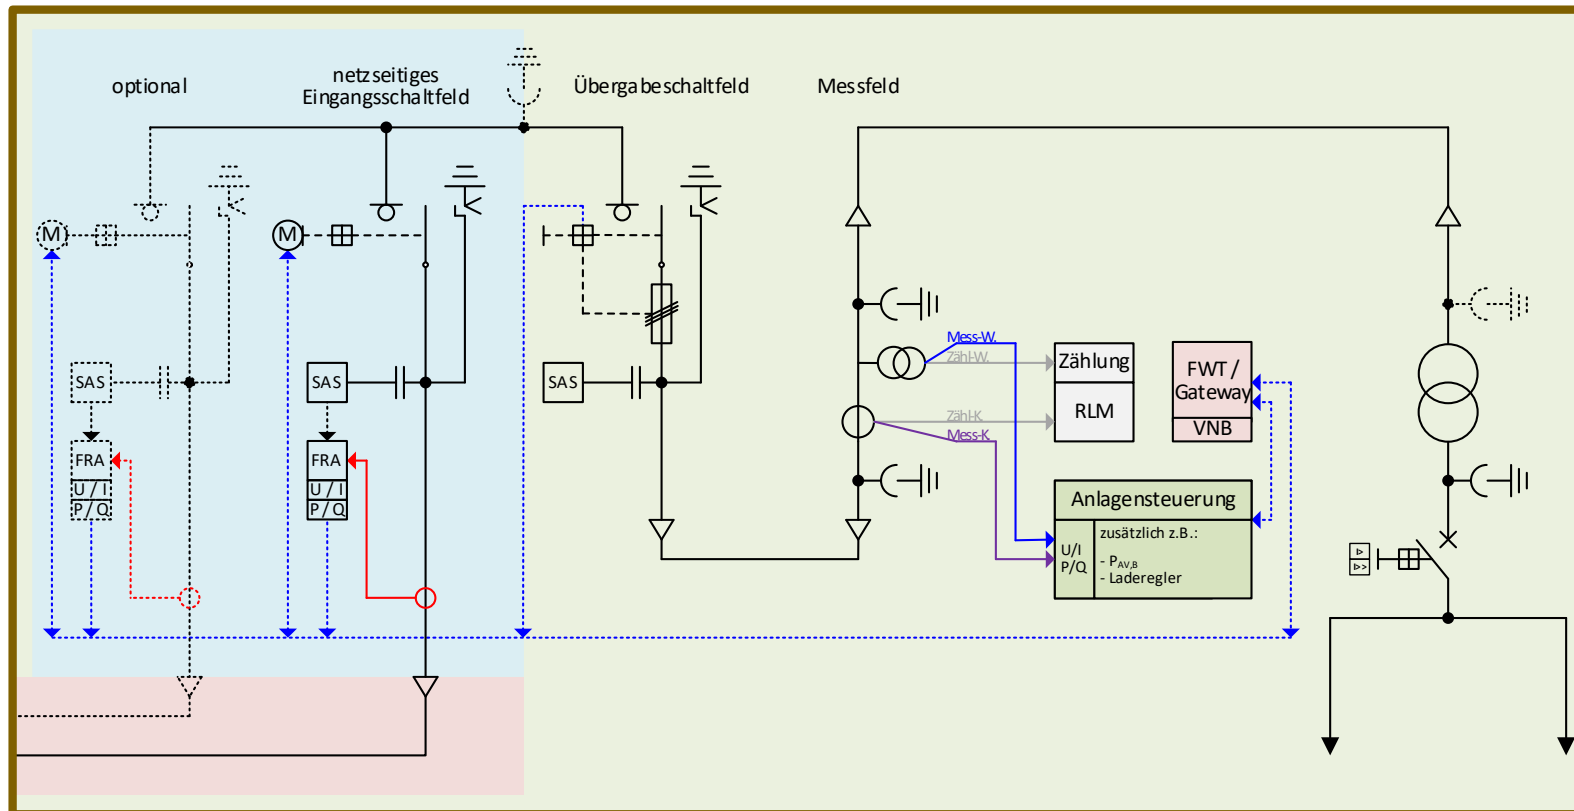 optional
netzseitiges
Eingangsschaltfeld
Übergabeschaltfeld
Messfeld
M
M
SAS
SAS
SAS
FRA
U / I
P / Q
FRA
U / I
P / Q
Mess-W.
Zähl-W.
Zähl-K.
Mess-K.
Zählung
RLM
FWT /
Gateway
VNB
Anlagensteuerung
U/I
P/Q
zusätzlich z.B.:
- PAV,B
- Laderegler